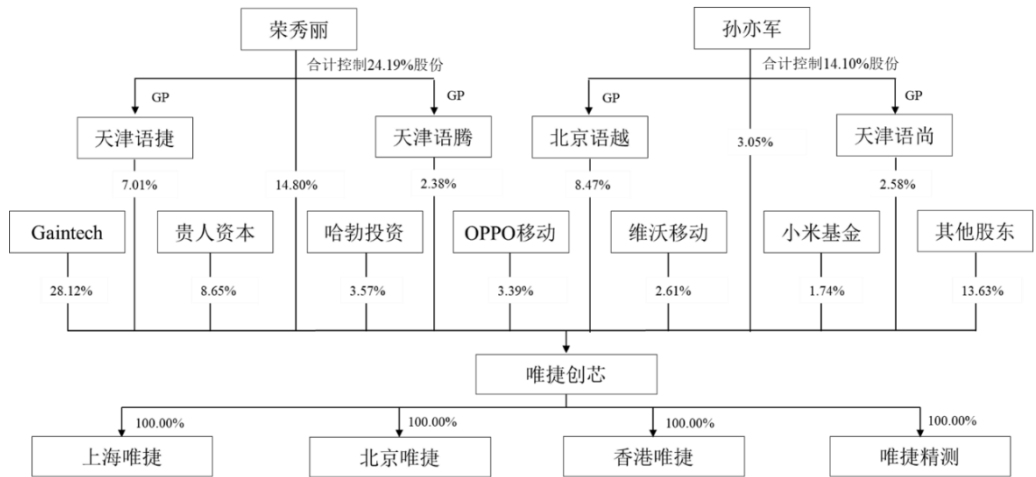 荣秀丽
孙亦军
合计控制24.19%股份
合计控制14.10%股份
GP
GP
GP
GP
天津语捷
天津语腾
北京语越
天津语尚
3.05%
7.01%
14.80%
2.38%
8.47%
2.58%
Gaintech
贵人资本
哈勃投资
OPPO移动
维沃移动
小米基金
其他股东
28.12%
8.65%
3.57%
3.39%
2.61%
1.74%
13.63%
唯捷创芯
100.00%
100.00%
100.00%
100.00%
上海唯捷
北京唯捷
香港唯捷
唯捷精测